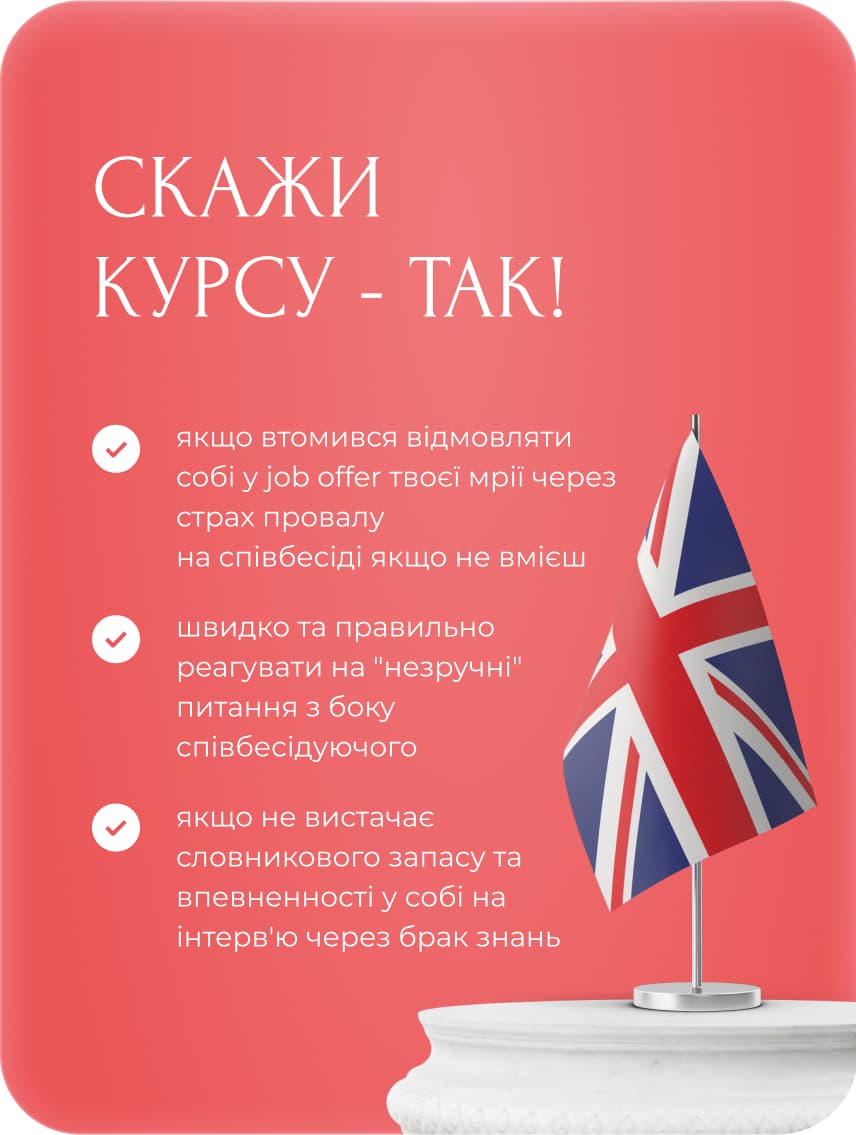 СКАЖИ
КУРСУ - ТАК!
якщо втомився відмовляти
собі у job offer твоєї мрії через
страх провалу
на співбесіді якщо не вмієш
швидко та правильно
реагувати на "незручні"
питання з боку
співбесідуючого
якщо не вистачає
словникового запасу та
впевненності у собі на
інтерв'ю через брак знань